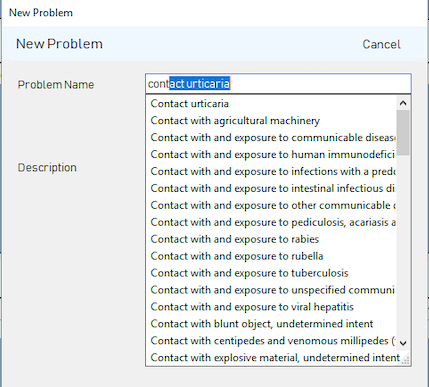 New Problem
New Problem Cancel
Problem Name contact urticaria
Contact urticaria
Contact with agricultural machinery
Contact with and exposure to communicable disease
Contact with and exposure to human immunodefici
Contact with and exposure to infections with a pred
Description
Contact with and exposure to intestinal infectious di
Contact with and exposure to other communicable
Contact with and exposure to pediculosis, acariasis a
Contact with and exposure to rabies
Contact with and exposure to rubella
Contact with and exposure to tuberculosis
Contact with and exposure to unspecified communi
Contact with and exposure to viral hepatitis
Contact with blunt object, undetermined intent
Contact with centipedes and venomous millipedes (
Contact with explosive material, undetermined intent